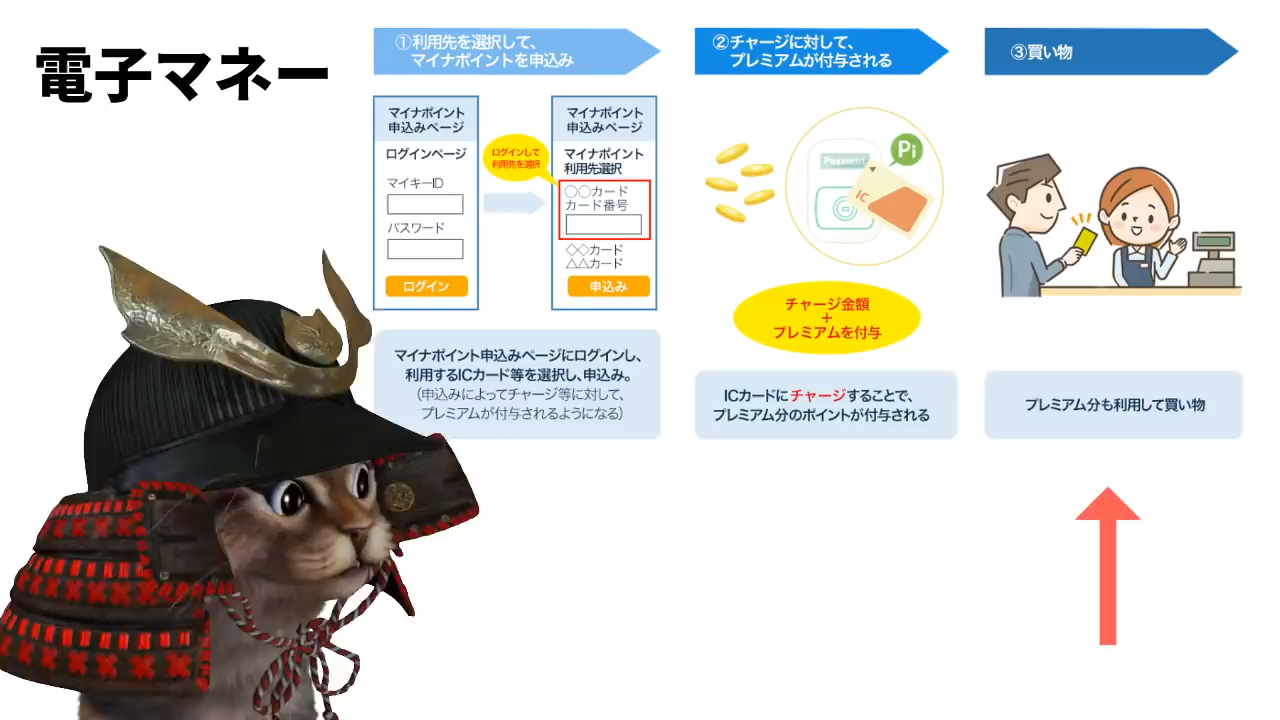 電子マネー
①利用先を選択して、
マイナポイントを申込み
マイナポイント
申込みページ
ログインページ
マイキーID
パスワード
ログイン
ログインして
利用先を選択
マイナポイント
申込みページ
マイナポイント
利用先選択
○○カード
カード番号
◇◇カード
△△カード
申込み
マイナポイント申込みページにログインし、
利用するICカード等を選択し、申込み。
（申込みによってチャージ等に対して、
プレミアムが付与されるようになる）
②チャージに対して、
プレミアムが付与される
Payment
Pi
IC
チャージ金額
+
プレミアムを付与
ICカードにチャージすることで、
プレミアム分のポイントが付与される
③買い物
プレミアム分も利用して買い物